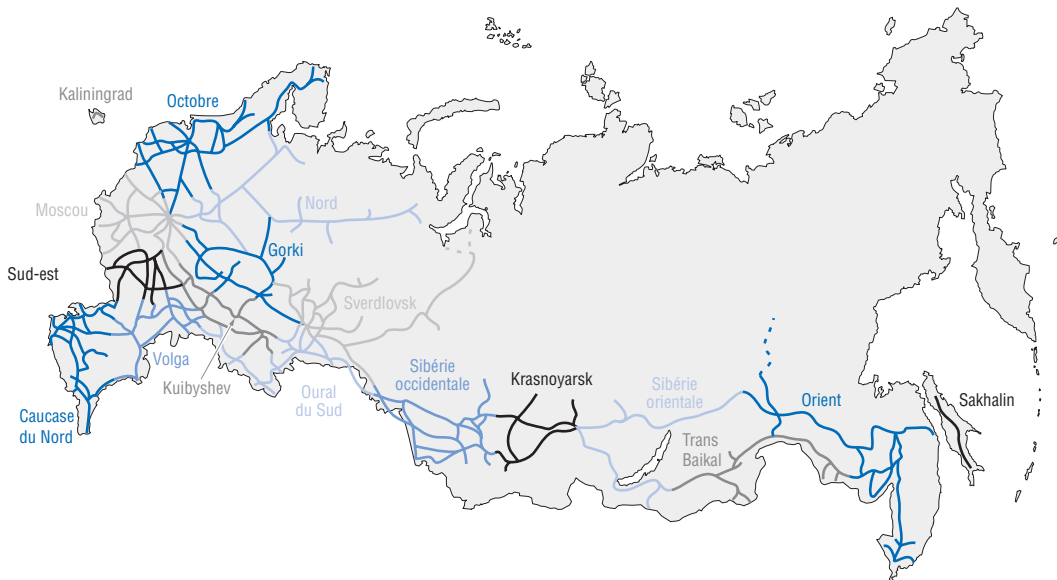 Kaliningrad
Octobre
Moscou
Nord
Gorki
Sud-est
Sverdlovsk
Volga
Kuibyshev
Oural
du Sud
Caucase
du Nord
Sibérie
occidentale
Krasnoyarsk
Sibérie
orientale
Trans
Baikal
Orient
Sakhalin